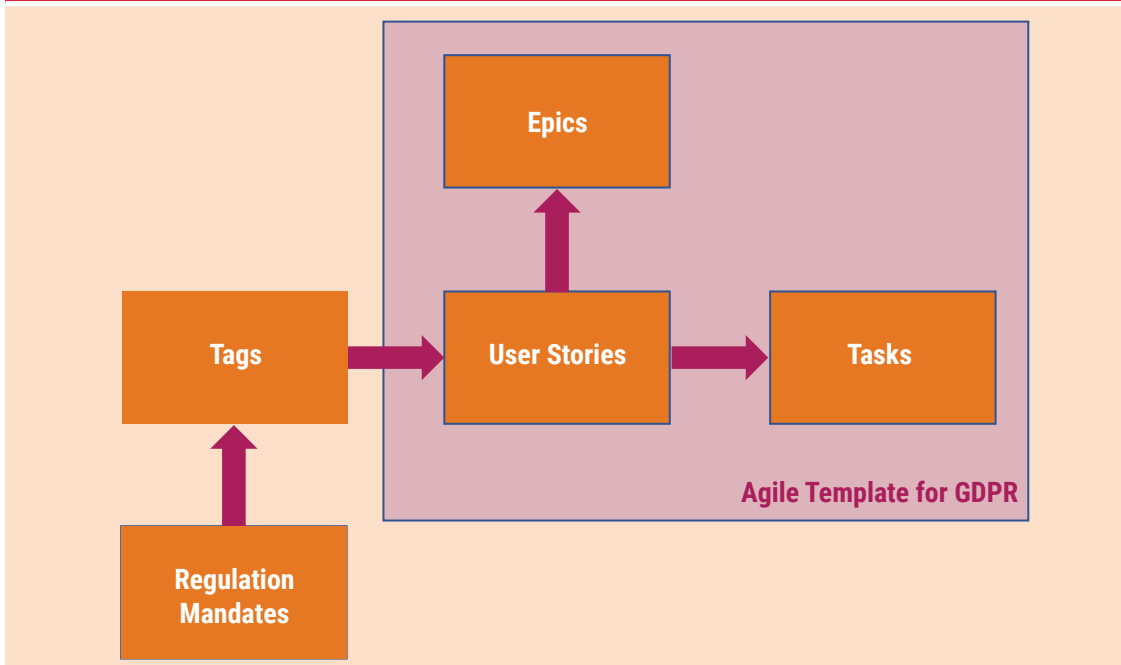 Epics
Tags
User Stories
Tasks
Agile Template for GDPR
Regulation
Mandates